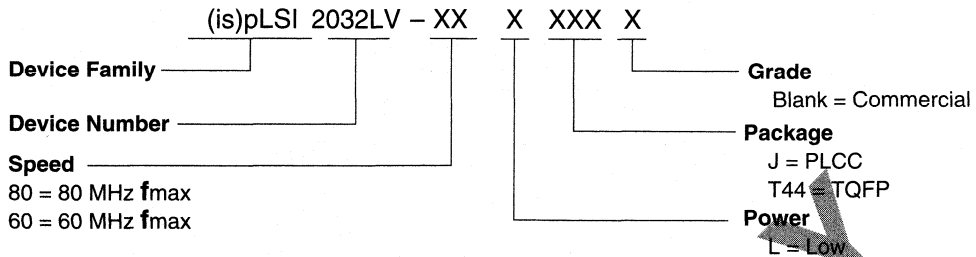 (is)pLSI 2032LV – XX X XXX X
Device Family
Device Number
Speed
80 = 80 MHz fmax
60 = 60 MHz fmax
Grade
Blank = Commercial
Package
J = PLCC
T44 = TQFP
Power
L = Low